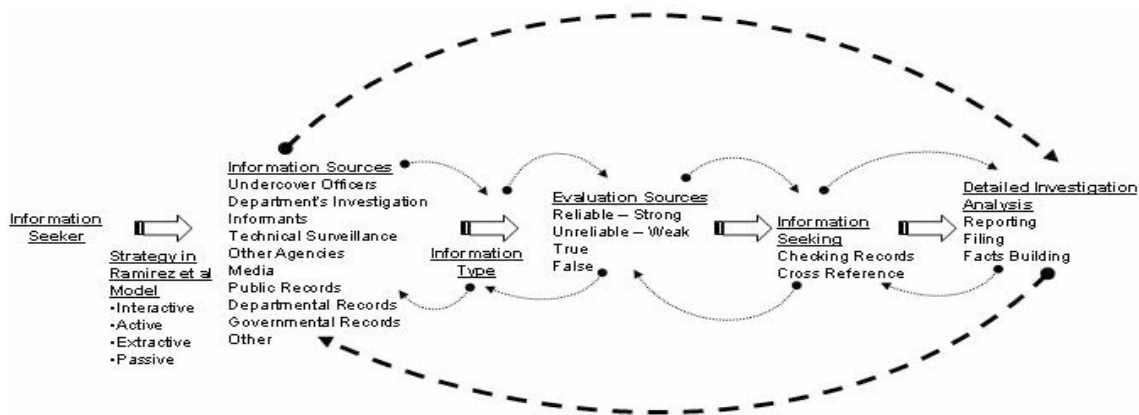 Information
Seeker
Strategy in
Ramirez et al
Model
•Interactive
•Active
•Extractive
•Passive
Information Sources
Undercover Officers
Department's Investigation
Informants
Technical Surveillance
Other Agencies
Media
Public Records
Departmental Records
Governmental Records
Other
Information
Type
Evaluation Sources
Reliable – Strong
Unreliable – Weak
True
False
Information
Seeking
Checking Records
Cross Reference
Detailed Investigation
Analysis
Reporting
Filing
Facts Building